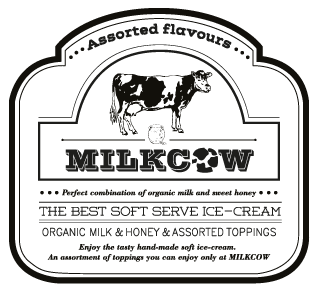 Assorted flavours
MILKCOW
Perfect combination of organic milk and sweet honey
THE BEST SOFT SERVE ICE-CREAM
ORGANIC MILK & HONEY & ASSORTED TOPPINGS
Enjoy the tasty hand-made soft ice-cream.
An assortment of toppings you can enjoy only at MILKCOW